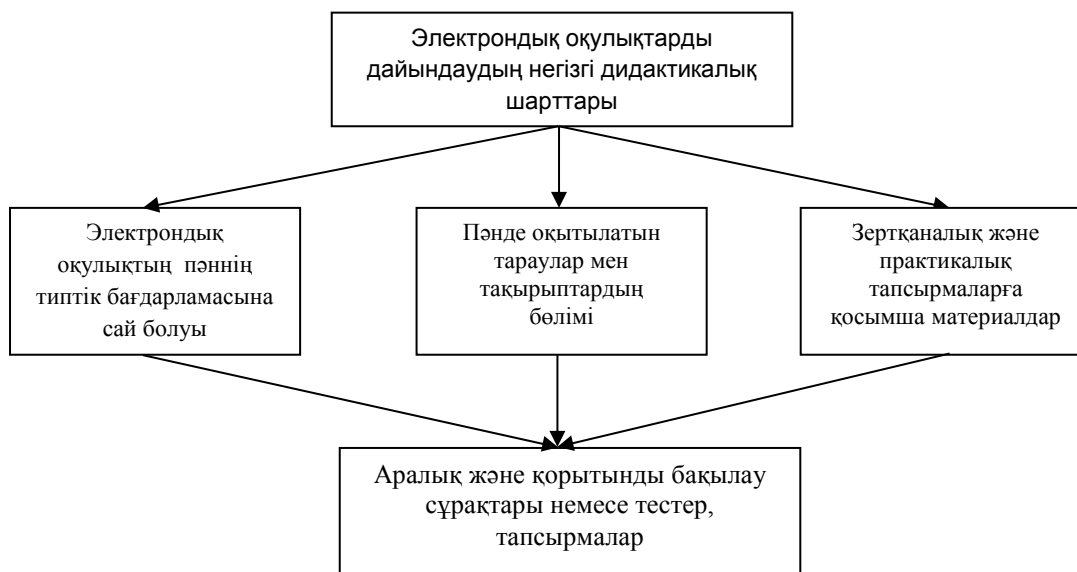 Электрондық оқулықтарды
дайындаудың негізгі дидактикалық
шарттары
Электрондық
оқулықтың пәннің
типтік бағдарламасына
сай болуы
Пәнде оқытылатын
тараулар мен
тақырыптардың
бөлімі
Зертқаналық және
практикалық
тапсырмаларға
қосымша материалдар
Аралық және қорытынды бақылау
сұрақтары немесе тестер,
тапсырмалар